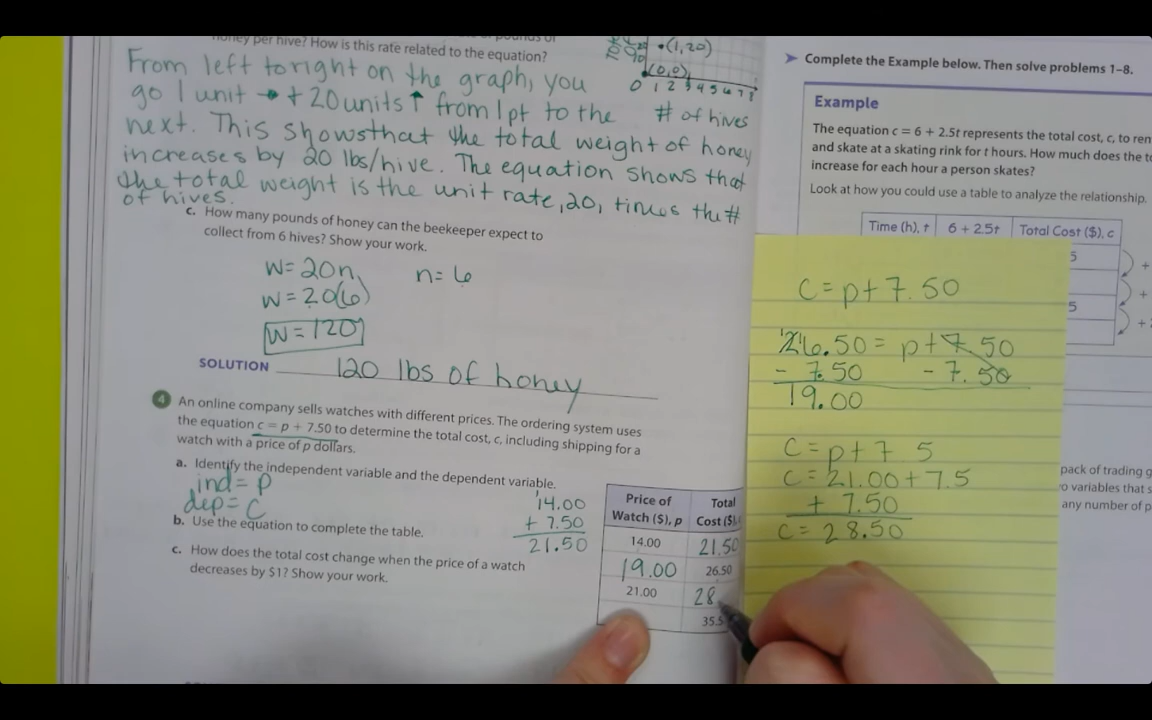 honey per hive? How is this rate related to the equation?
From left to right on the graph, you
go 1 unit → + 20 units ↑ from 1 pt to the
next. This shows that the total weight of honey
increases by 20 lbs/hive. The equation shows that
the total weight is the unit rate, 20, times the #
of hives.
(1,20)
(0,0)
0 1 2 3 4 5 6 7 8
# of hives
c. How many pounds of honey can the beekeeper expect to
collect from 6 hives? Show your work.
W = 20n, n = 6
W = 20(6)
W = 120
SOLUTION 120 lbs of honey
4 An online company sells watches with different prices. The ordering system uses
the equation c = p + 7.50 to determine the total cost, c, including shipping for a
watch with a price of p dollars.
a. Identify the independent variable and the dependent variable.
ind = p
dep = c
b. Use the equation to complete the table.
1
14.00
+ 7.50
21.50
c. How does the total cost change when the price of a watch
decreases by $1? Show your work.
Price of Total
Watch ($), p Cost ($),
14.00 21.50
19.00 26.50
21.00 28.
35.5
➤ Complete the Example below. Then solve problems 1–8.
Example
The equation c = 6 + 2.5t represents the total cost, c, to ren
and skate at a skating rink for t hours. How much does the t
increase for each hour a person skates?
Look at how you could use a table to analyze the relationship.
Time (h), t 6 + 2.5t Total Cost ($), c
5 +
+
5 +
C = p + 7.50
26.50 = p + 7.50
- 7.50 - 7.50
19.00
C = p + 7 5
C = 21.00 + 7.5
+ 7.50
C = 28.50
pack of trading g
o variables that s
any number of p